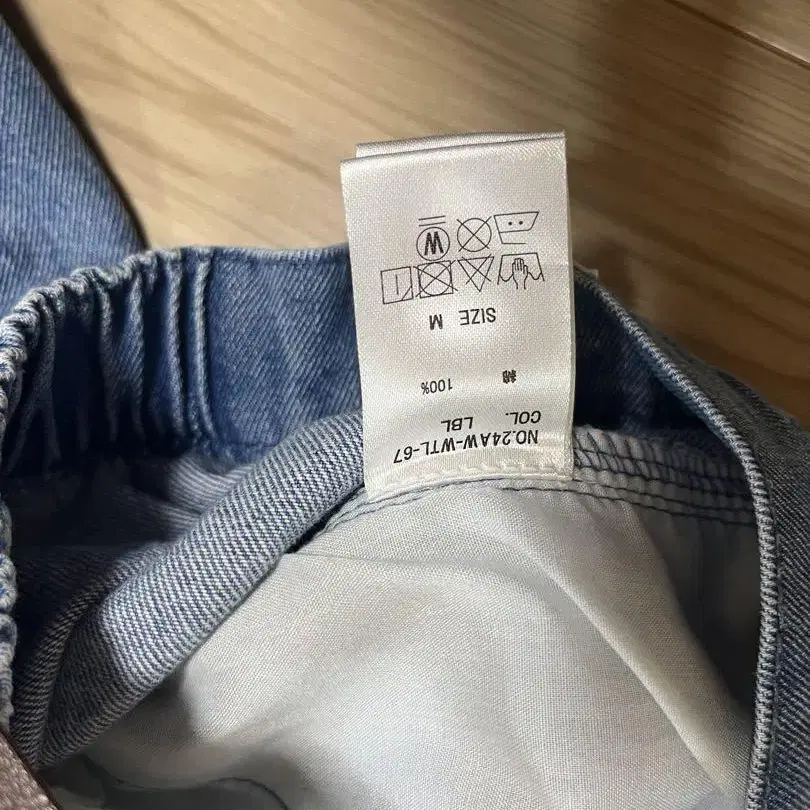 NO.24AW-WTL-67
COL. LBL
綿 100%
SIZE M
W